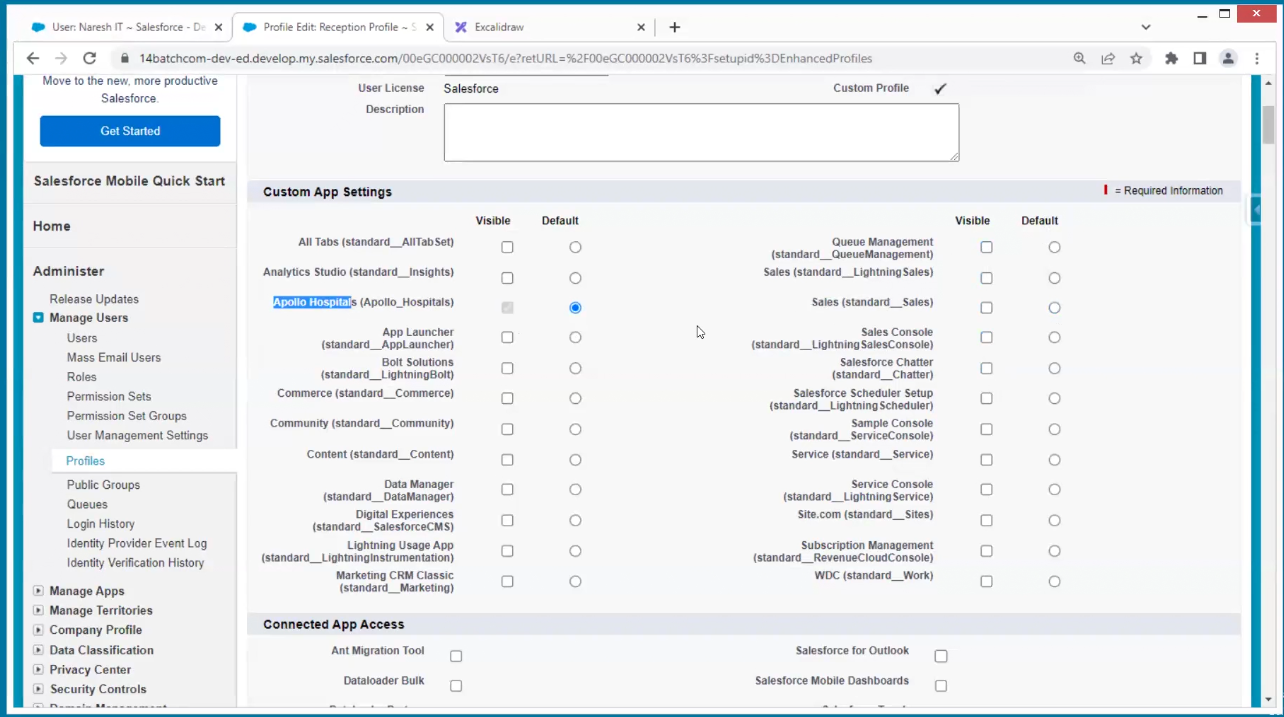 User: Naresh IT ~ Salesforce - De
Profile Edit: Reception Profile ~ S
Excalidraw
14batchcom-dev-ed.develop.my.salesforce.com/00eGC000002VsT6/e?retURL=%2F00eGC000002VsT6%3Fsetupid%3DEnhancedProfiles
Move to the new, more productive
Salesforce.
Get Started
Salesforce Mobile Quick Start
Home
Administer
Release Updates
Manage Users
Users
Mass Email Users
Roles
Permission Sets
Permission Set Groups
User Management Settings
Profiles
Public Groups
Queues
Login History
Identity Provider Event Log
Identity Verification History
Manage Apps
Manage Territories
Company Profile
Data Classification
Privacy Center
Security Controls
Domain Management
User License Salesforce Custom Profile
Description
Custom App Settings
= Required Information
Visible Default
All Tabs (standard__AllTabSet)
Analytics Studio (standard__Insights)
Apollo Hospitals (Apollo_Hospitals)
App Launcher
(standard__AppLauncher)
Bolt Solutions
(standard__LightningBolt)
Commerce (standard__Commerce)
Community (standard__Community)
Content (standard__Content)
Data Manager
(standard__DataManager)
Digital Experiences
(standard__SalesforceCMS)
Lightning Usage App
(standard__LightningInstrumentation)
Marketing CRM Classic
(standard__Marketing)
Visible Default
Queue Management
(standard__QueueManagement)
Sales (standard__LightningSales)
Sales (standard__Sales)
Sales Console
(standard__LightningSalesConsole)
Salesforce Chatter
(standard__Chatter)
Salesforce Scheduler Setup
(standard__LightningScheduler)
Sample Console
(standard__ServiceConsole)
Service (standard__Service)
Service Console
(standard__LightningService)
Site.com (standard__Sites)
Subscription Management
(standard__RevenueCloudConsole)
WDC (standard__Work)
Connected App Access
Ant Migration Tool
Dataloader Bulk
Salesforce for Outlook
Salesforce Mobile Dashboards